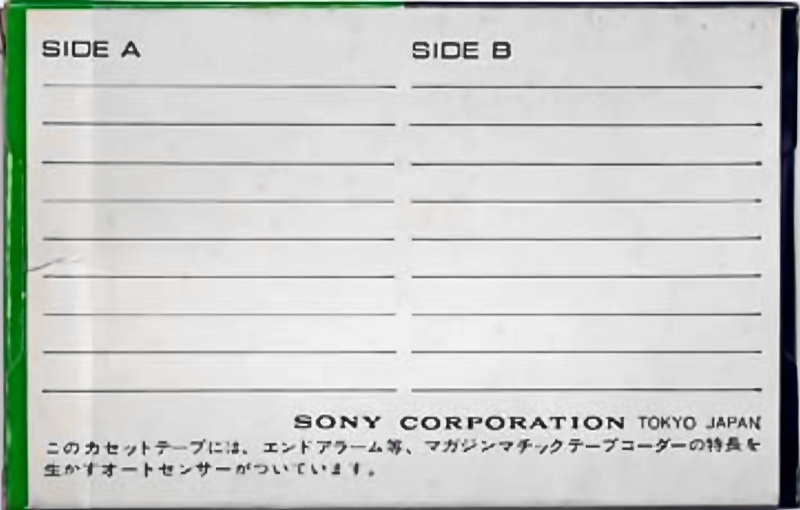 SIDE A SIDE B
SONY CORPORATION TOKYO JAPAN
このカセットテープには、エンドアラーム等、マガジンマチックテープコーダーの特長を
生かすオートセンサーがついています。